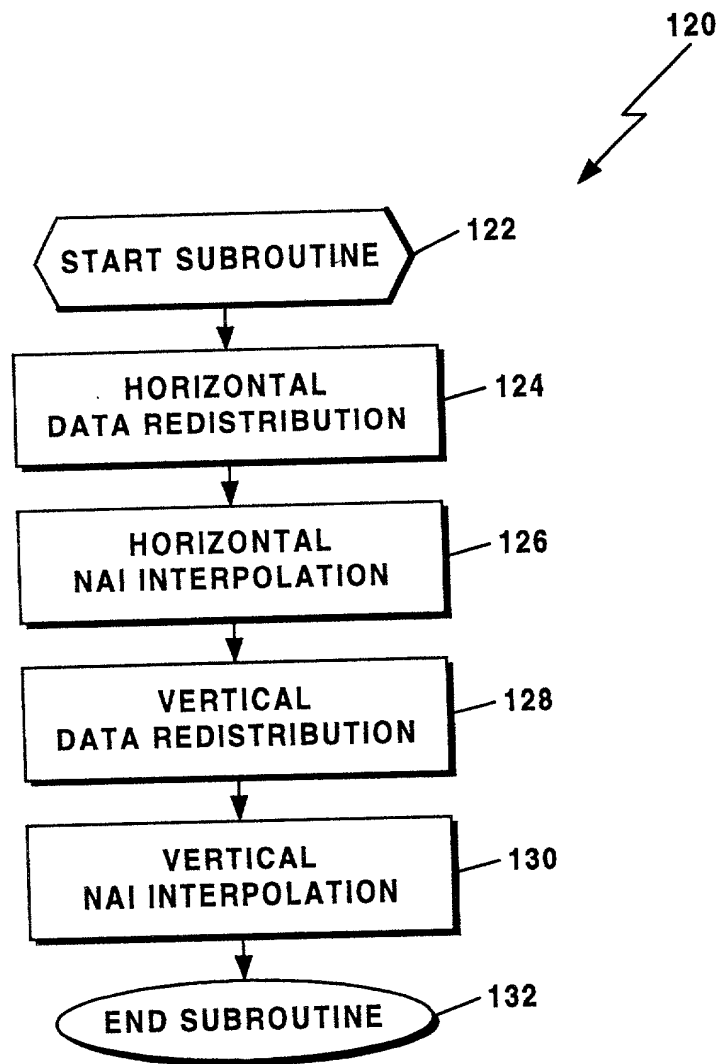 120
START SUBROUTINE
122
HORIZONTAL
DATA REDISTRIBUTION
124
HORIZONTAL
NAI INTERPOLATION
126
VERTICAL
DATA REDISTRIBUTION
128
VERTICAL
NAI INTERPOLATION
130
END SUBROUTINE
132